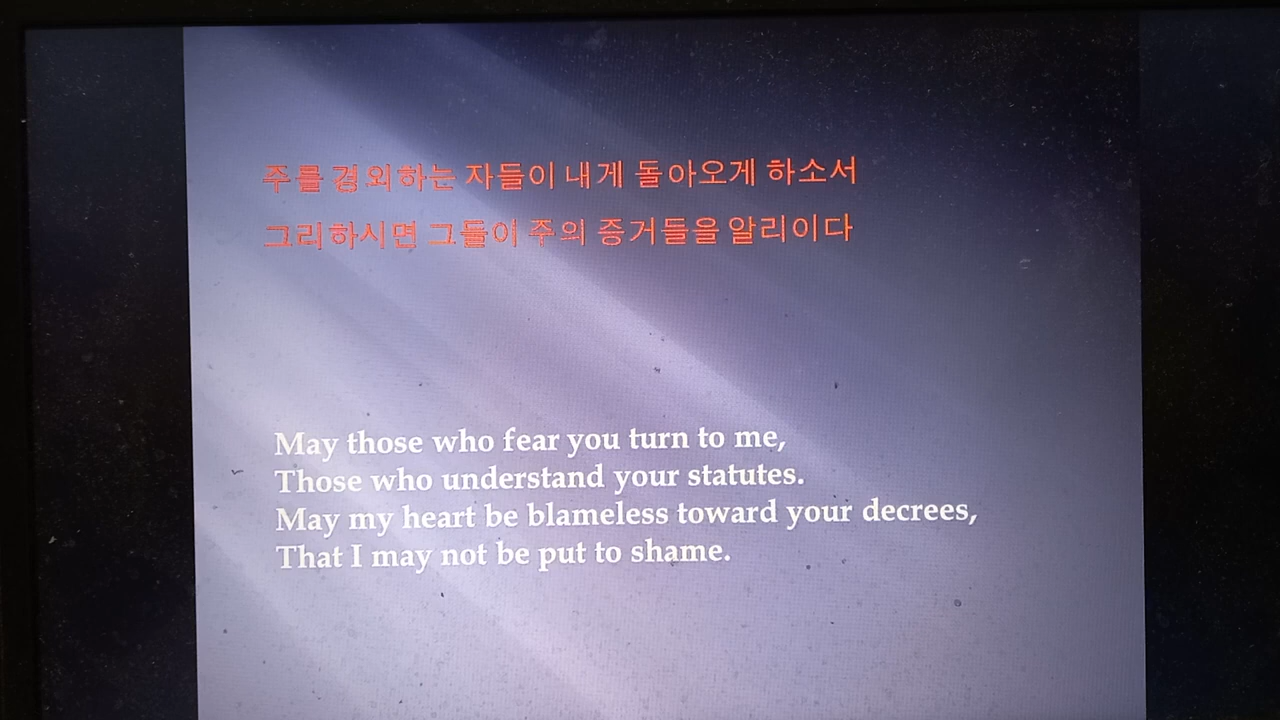 주를 경외하는 자들이 내게 돌아오게 하소서
그리하시면 그들이 주의 증거들을 알리이다
May those who fear you turn to me,
Those who understand your statutes.
May my heart be blameless toward your decrees,
That I may not be put to shame.